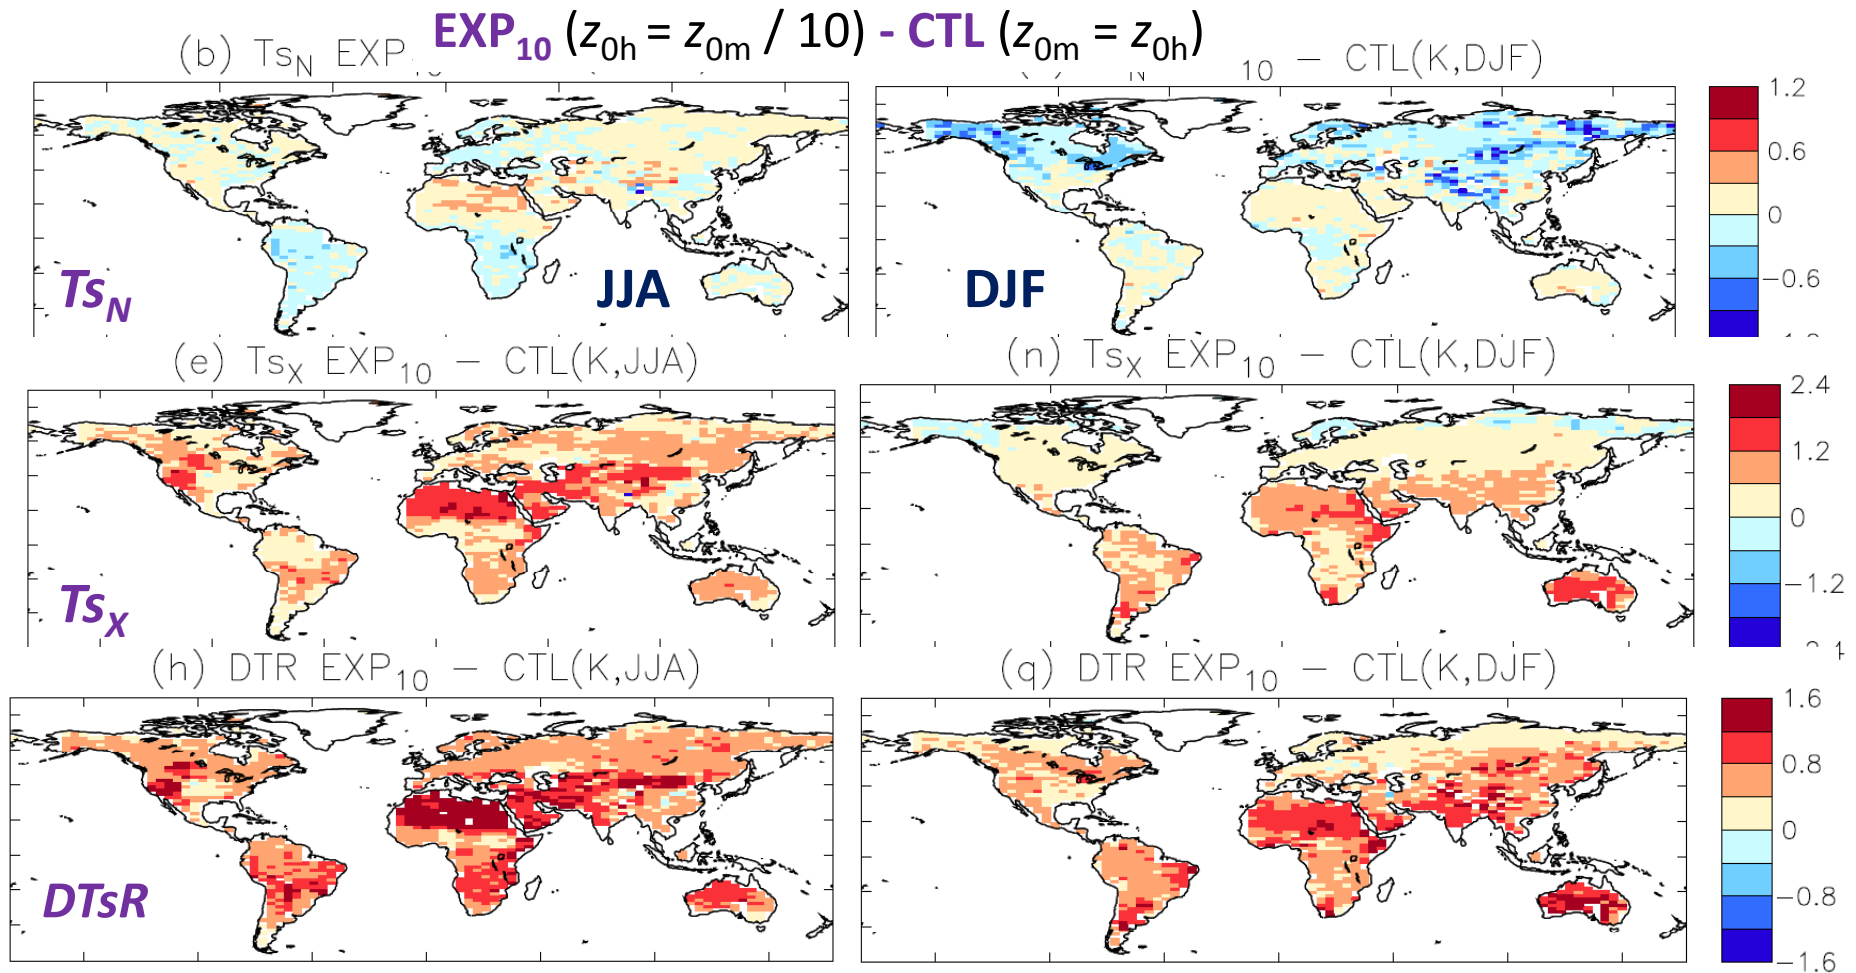 EXP10 (z0h = z0m / 10) - CTL (z0m = z0h)
(b) TsN EXP
N 10 − CTL(K,DJF)
1.2
0.6
0
−0.6
TsN
JJA
DJF
(e) TsX EXP10 − CTL(K,JJA)
(n) TsX EXP10 − CTL(K,DJF)
2.4
1.2
0
−1.2
TsX
(h) DTR EXP10 − CTL(K,JJA)
(q) DTR EXP10 − CTL(K,DJF)
1.6
0.8
0
−0.8
−1.6
DTsR